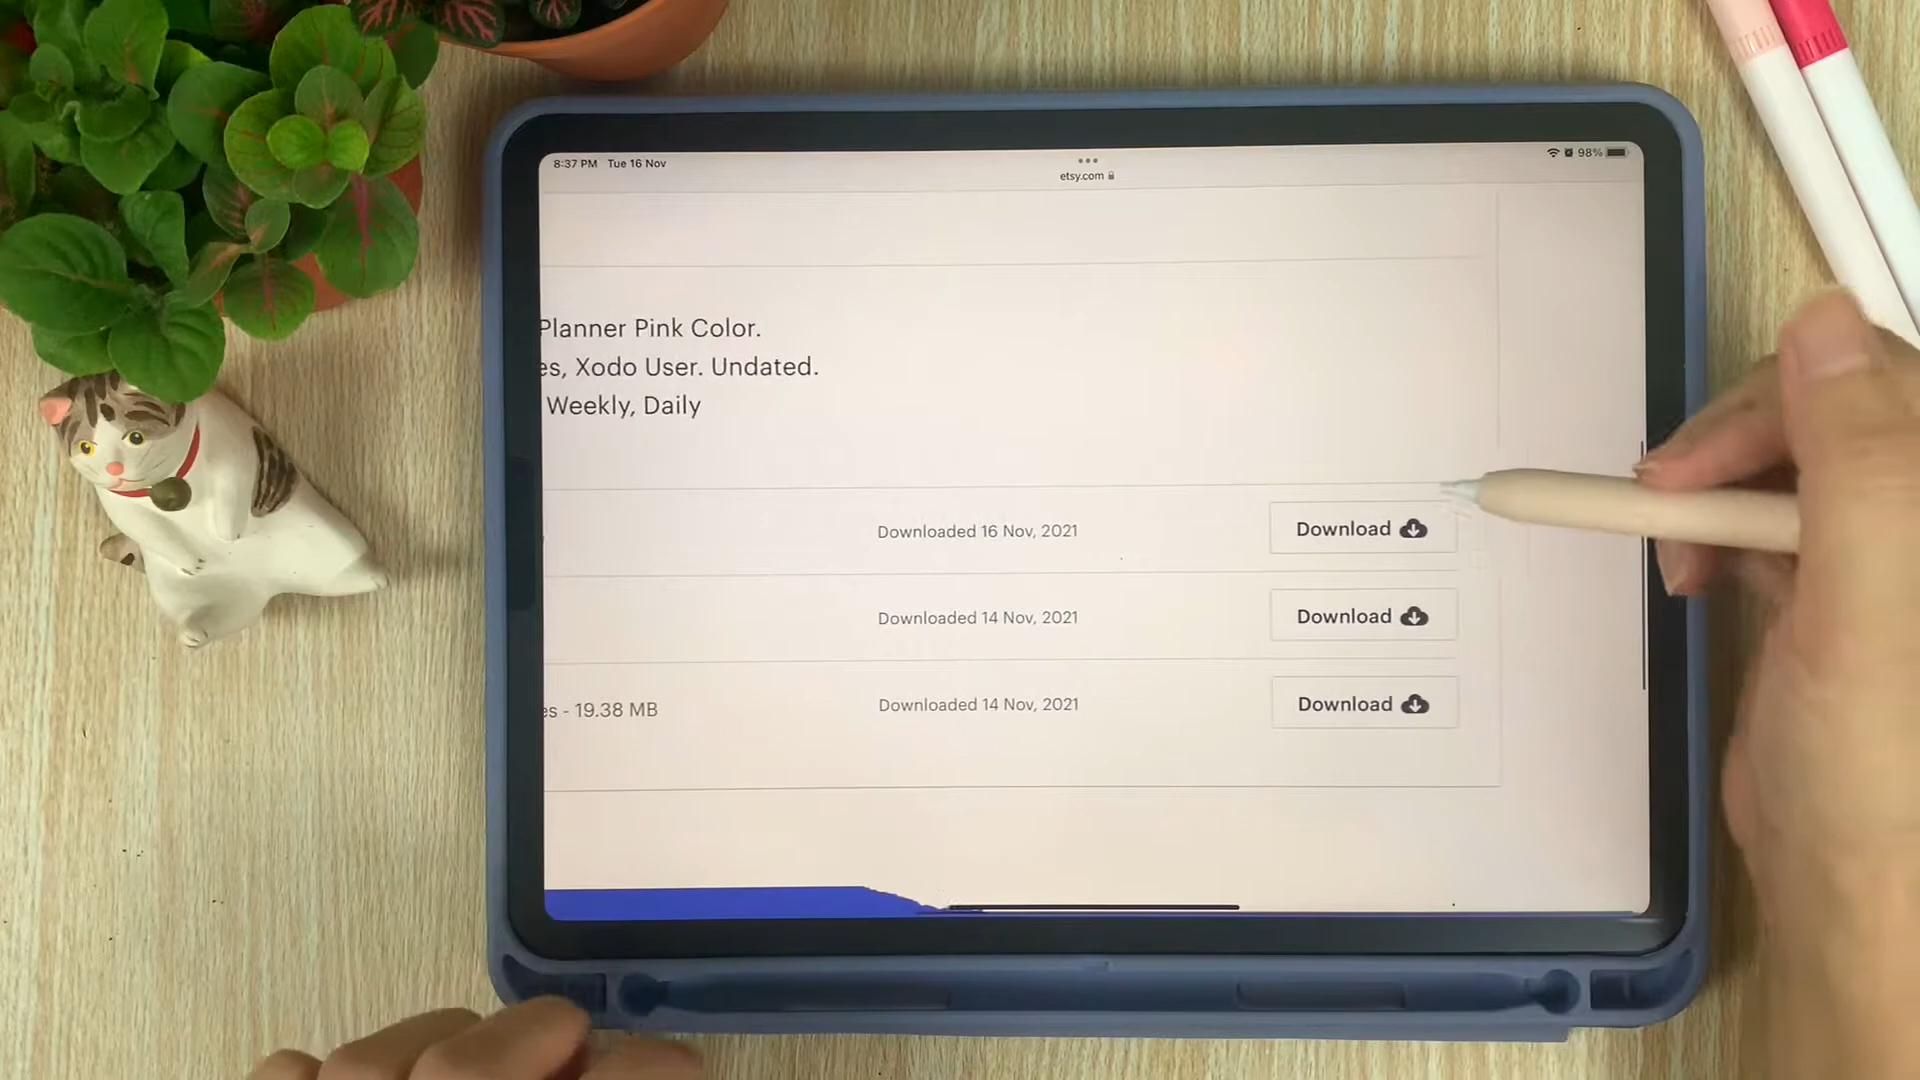 8:37 PM Tue 16 Nov
etsy.com
98%
Planner Pink Color.
es, Xodo User. Undated.
Weekly, Daily
Downloaded 16 Nov, 2021
Download
Downloaded 14 Nov, 2021
Download
es - 19.38 MB
Downloaded 14 Nov, 2021
Download